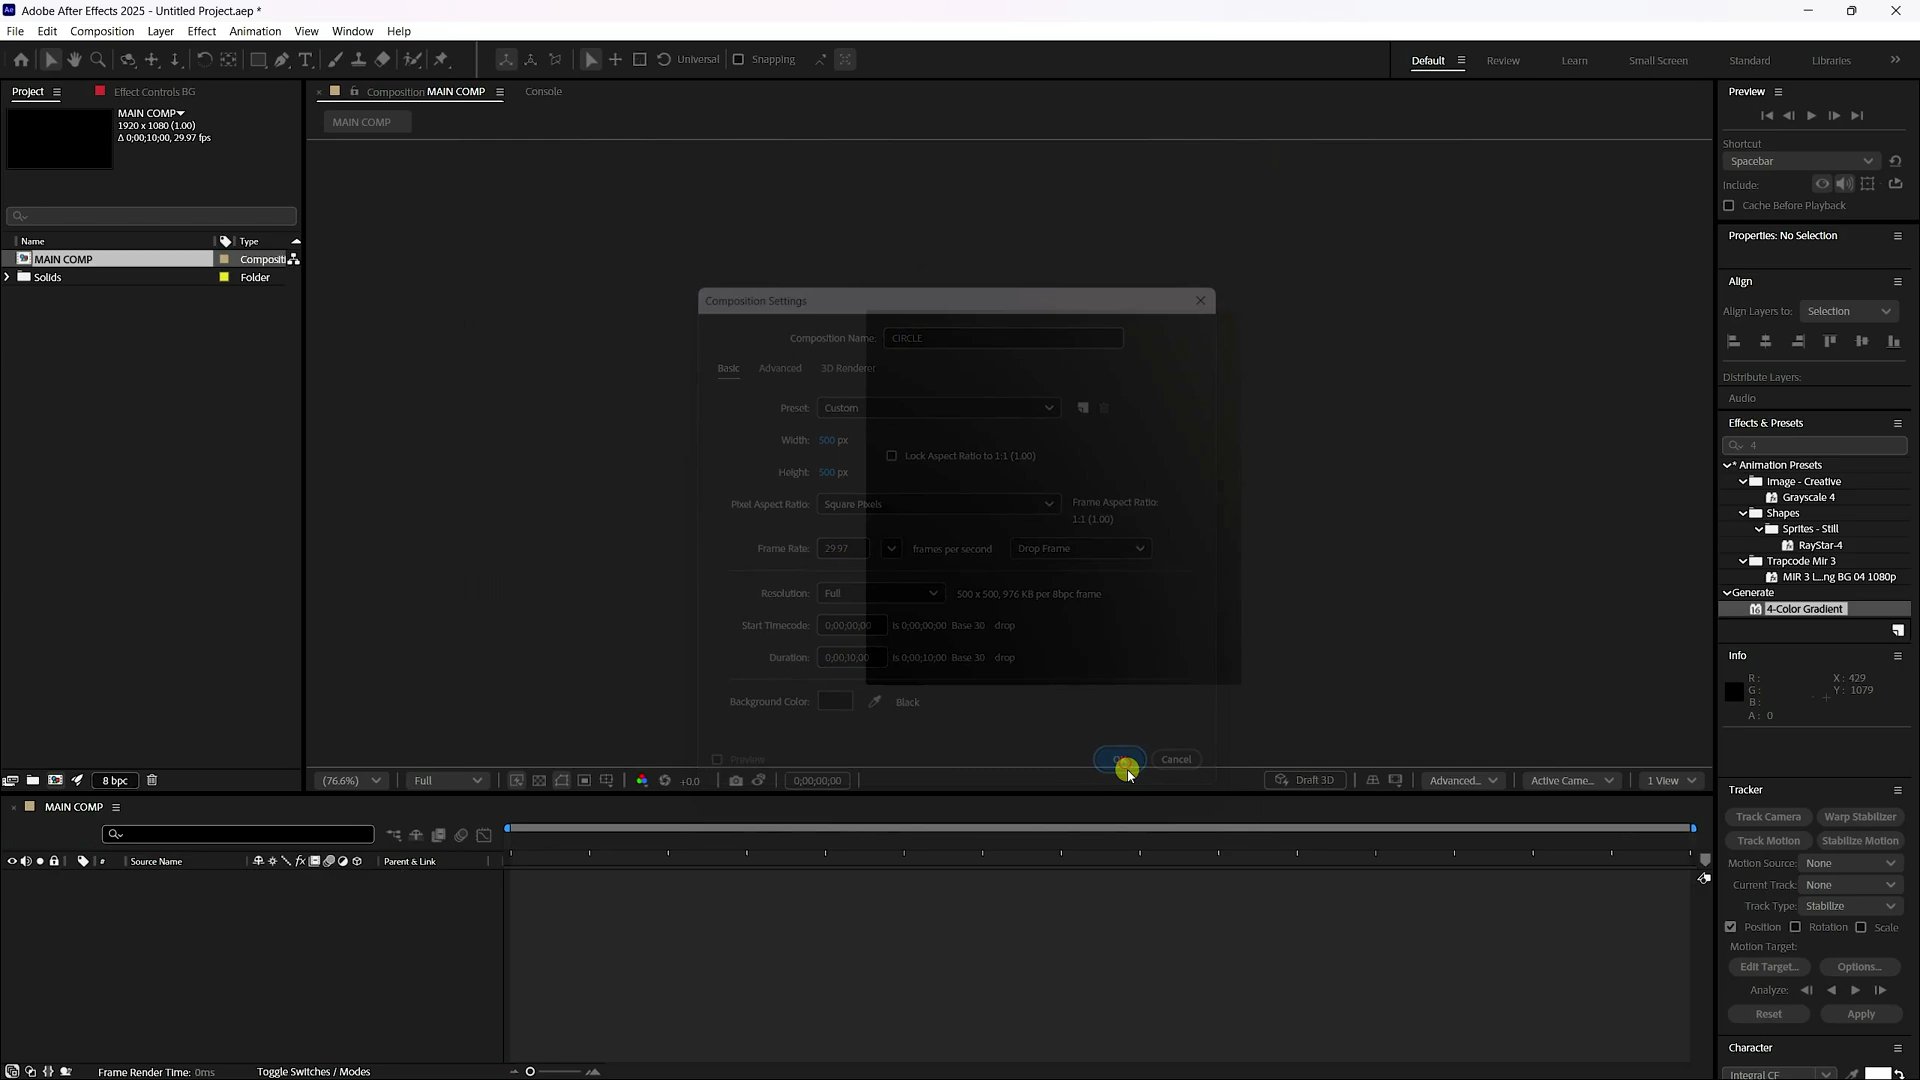 Adobe After Effects 2025 - Untitled Project.aep *
File Edit Composition Layer Effect Animation View Window Help
Universal Snapping Default Review Learn Small Screen Standard Libraries
Project Effect Controls BG
MAIN COMP
1920 x 1080 (1.00)
Δ 0;00;10;00, 29.97 fps
Name Type
MAIN COMP Compositi
Solids Folder
8 bpc
Composition MAIN COMP Console
MAIN COMP
Composition Settings
Composition Name: CIRCLE
Basic Advanced 3D Renderer
Preset: Custom
Width: 500 px
Lock Aspect Ratio to 1:1 (1.00)
Height: 500 px
Pixel Aspect Ratio: Square Pixels Frame Aspect Ratio:
1:1 (1.00)
Frame Rate: 29.97 frames per second Drop Frame
Resolution: Full 500 x 500, 976 KB per 8bpc frame
Start Timecode: 0;00;00;00 is 0;00;00;00 Base 30 drop
Duration: 0;00;10;00 is 0;00;10;00 Base 30 drop
Background Color: Black
Preview Cancel
(76.6%) Full +0.0 0;00;00;00 Draft 3D Advanced... Active Came... 1 View
Preview
Shortcut
Spacebar
Include:
Cache Before Playback
Properties: No Selection
Align
Align Layers to: Selection
Distribute Layers:
Audio
Effects & Presets
4
* Animation Presets
Image - Creative
Grayscale 4
Shapes
Sprites - Still
RayStar-4
Trapcode Mir 3
MIR 3 L...ng BG 04 1080p
Generate
4-Color Gradient
Info
R: X: 429
G: Y: 1079
B:
A: 0
Tracker
Track Camera Warp Stabilizer
Track Motion Stabilize Motion
Motion Source: None
Current Track: None
Track Type: Stabilize
Position Rotation Scale
Motion Target:
Edit Target... Options...
Analyze:
Reset Apply
Character
Integral CF
MAIN COMP
# Source Name fx Parent & Link
Frame Render Time: 0ms Toggle Switches / Modes